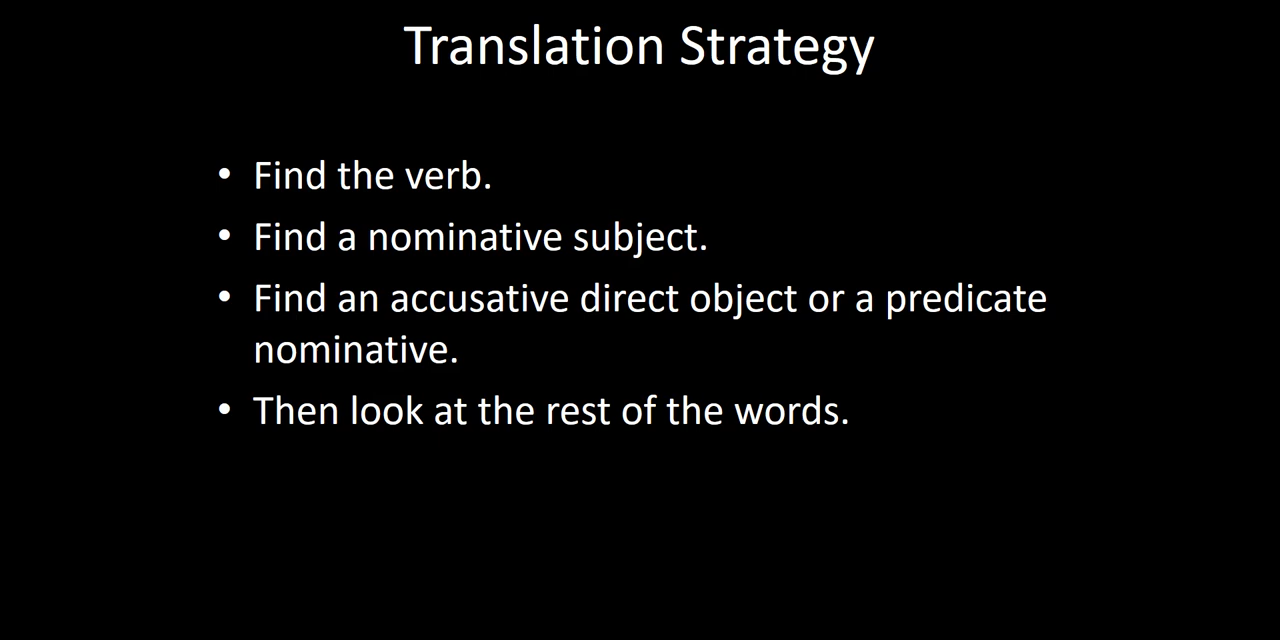 Translation Strategy
• Find the verb.
• Find a nominative subject.
• Find an accusative direct object or a predicate
nominative.
• Then look at the rest of the words.